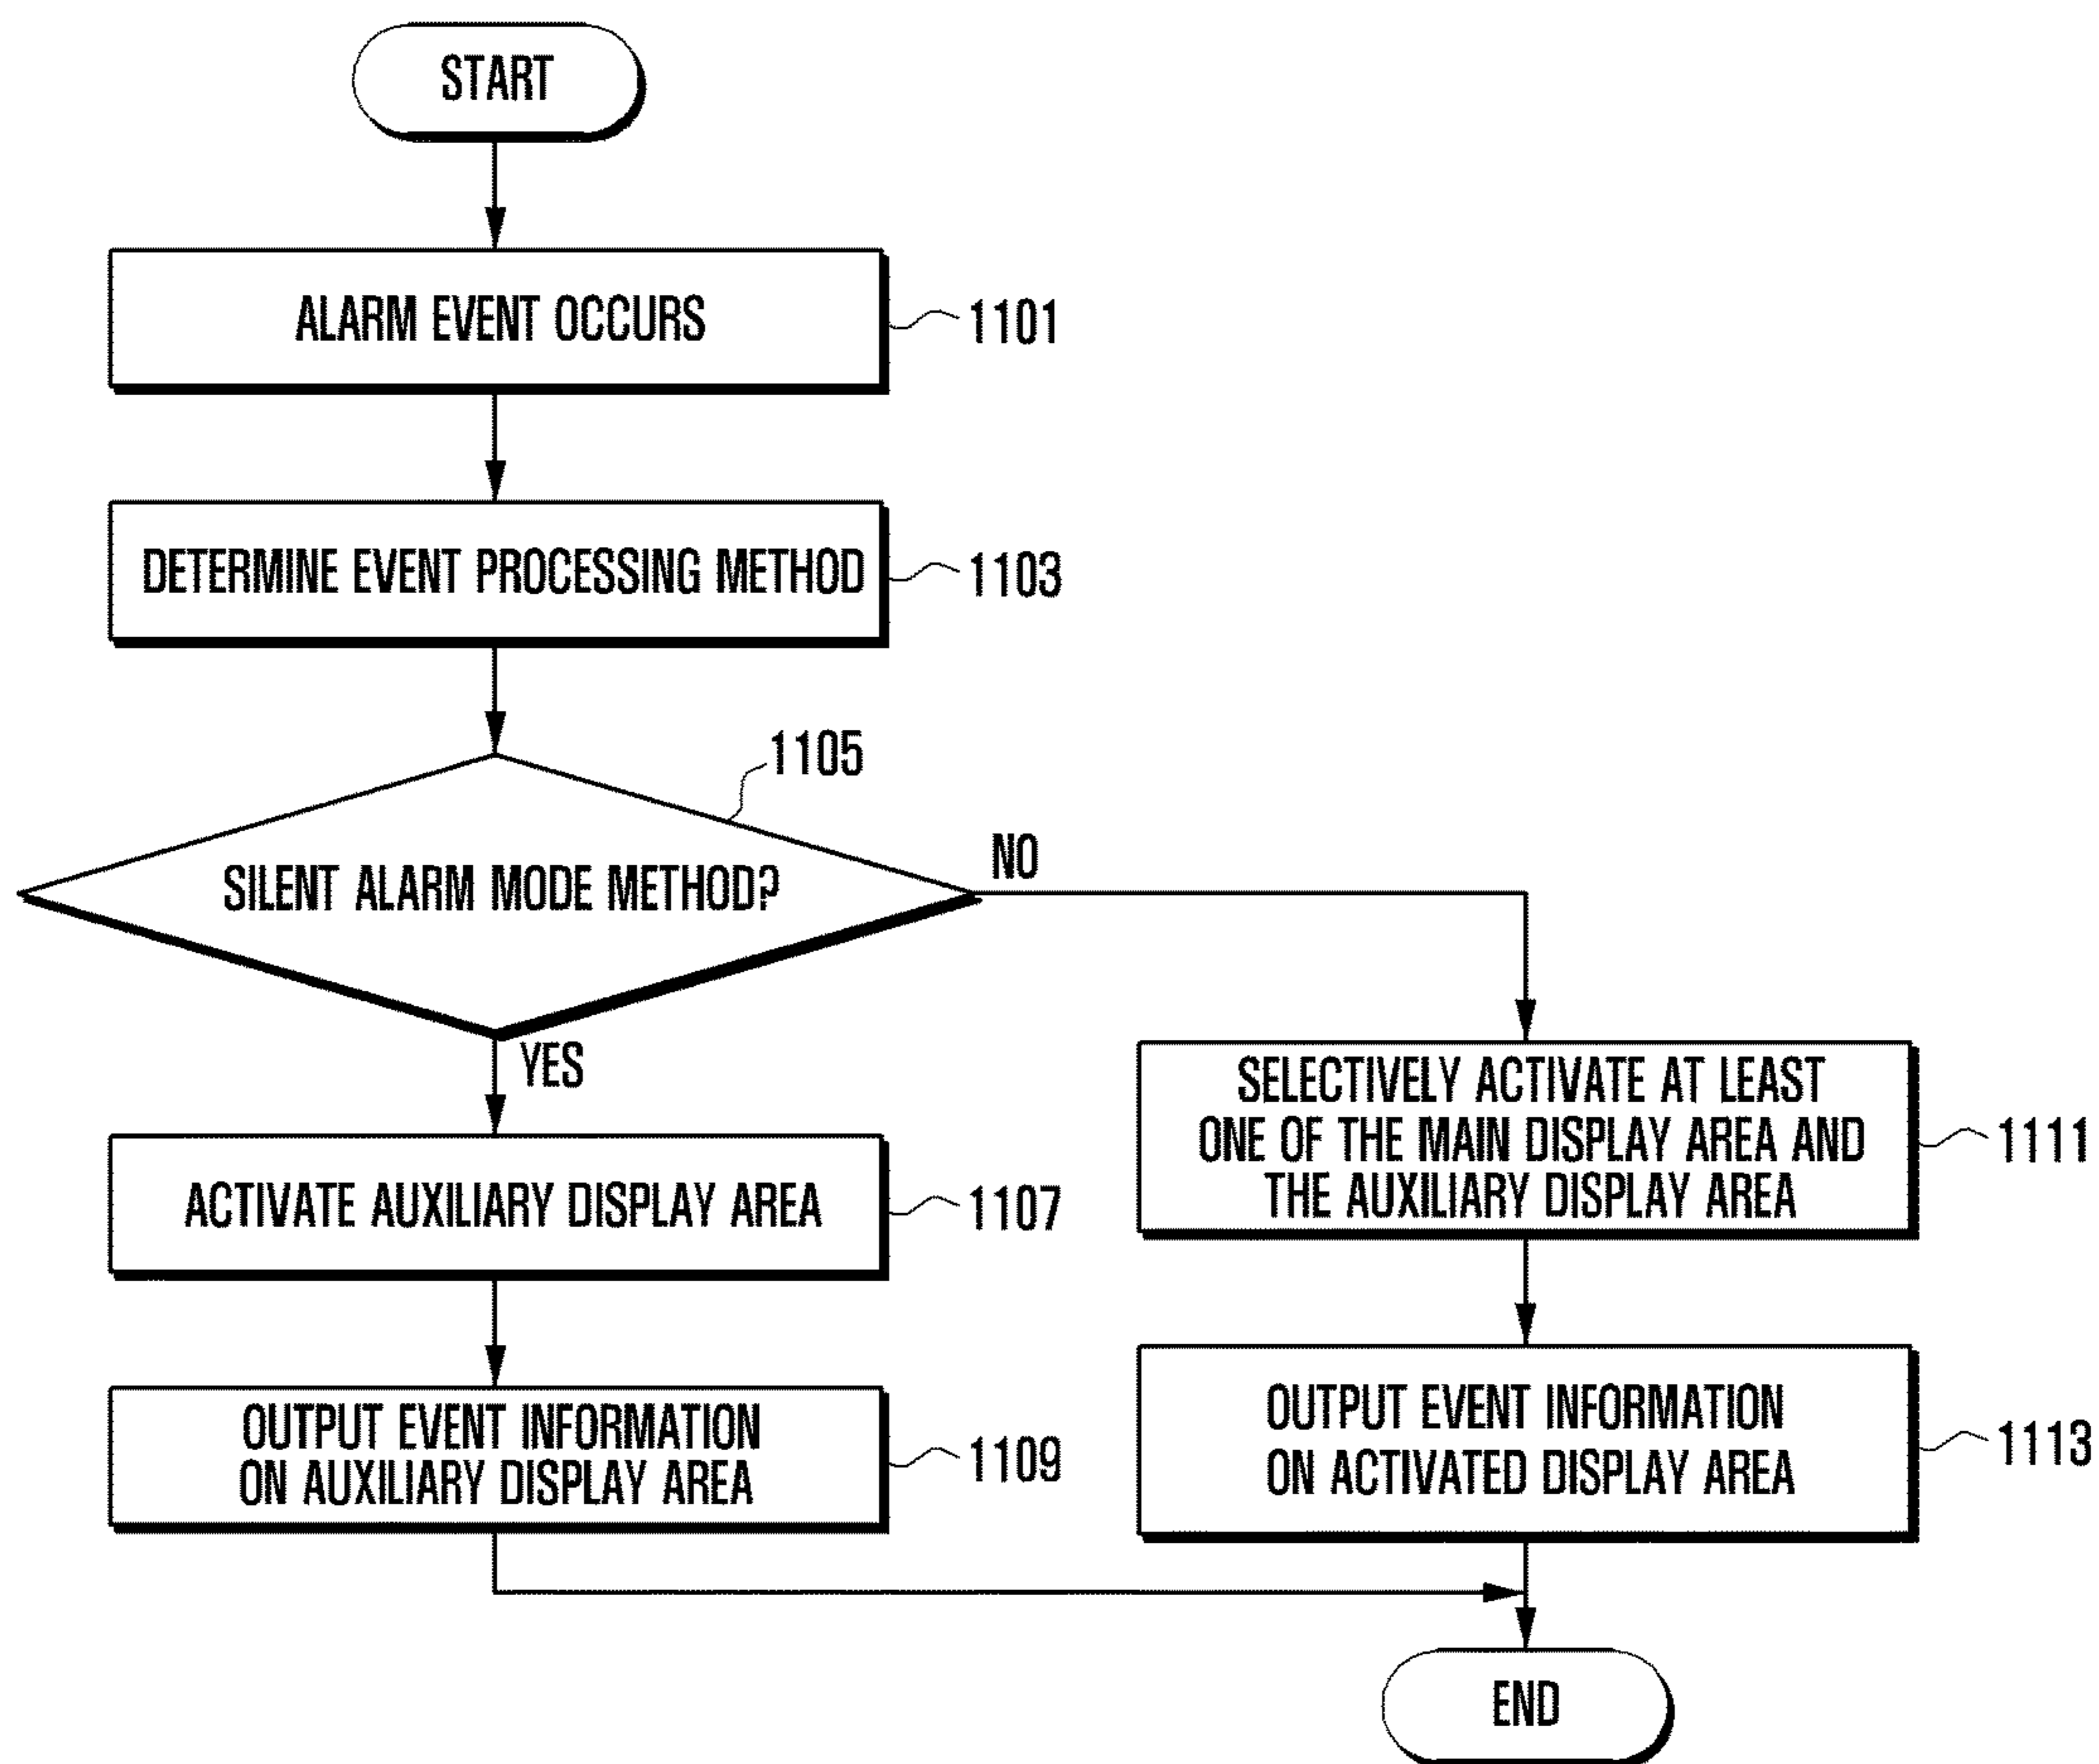 START
ALARM EVENT OCCURS
1101
DETERMINE EVENT PROCESSING METHOD
1103
1105
SILENT ALARM MODE METHOD?
NO
YES
ACTIVATE AUXILIARY DISPLAY AREA
1107
OUTPUT EVENT INFORMATION
ON AUXILIARY DISPLAY AREA
1109
SELECTIVELY ACTIVATE AT LEAST
ONE OF THE MAIN DISPLAY AREA AND
THE AUXILIARY DISPLAY AREA
1111
OUTPUT EVENT INFORMATION
ON ACTIVATED DISPLAY AREA
1113
END